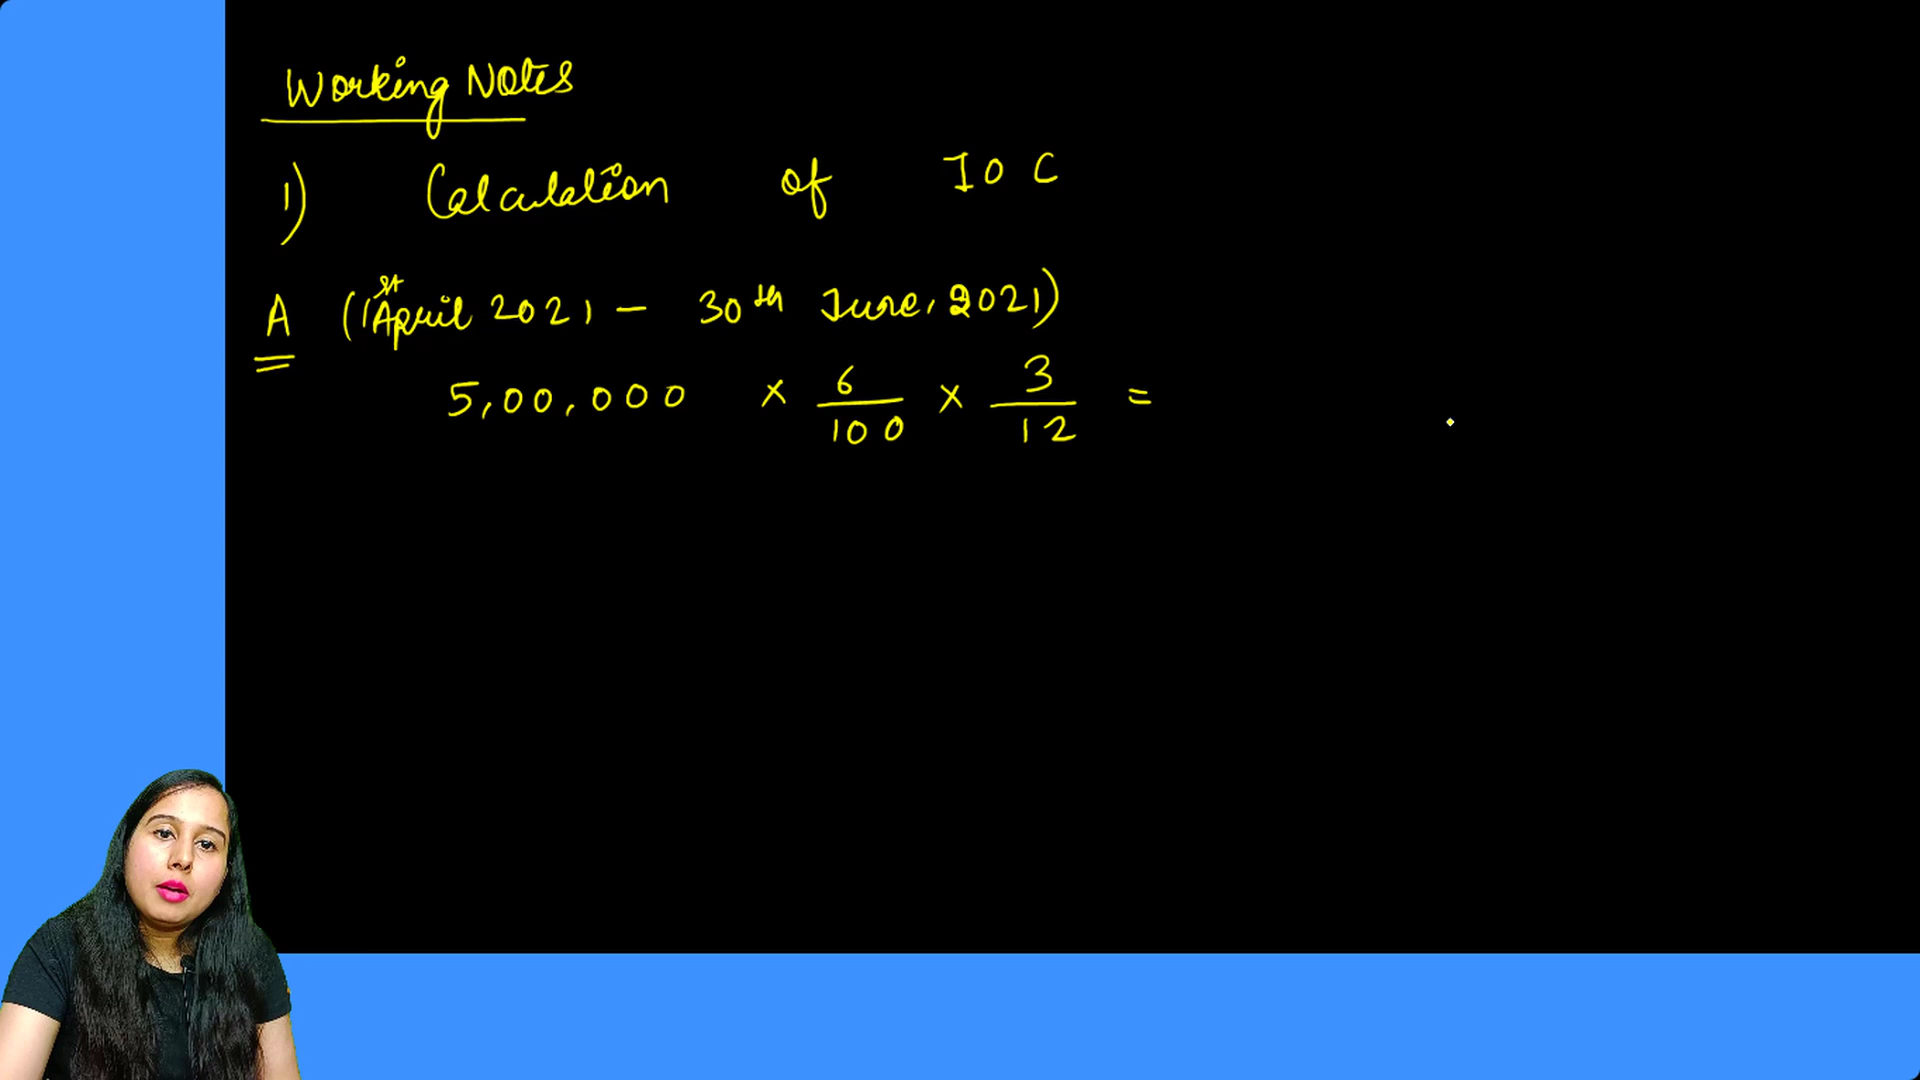 Working Notes
1) Calculation of IOC
A (1st April 2021 - 30th June, 2021)
5,00,000 × 6/100 × 3/12 =